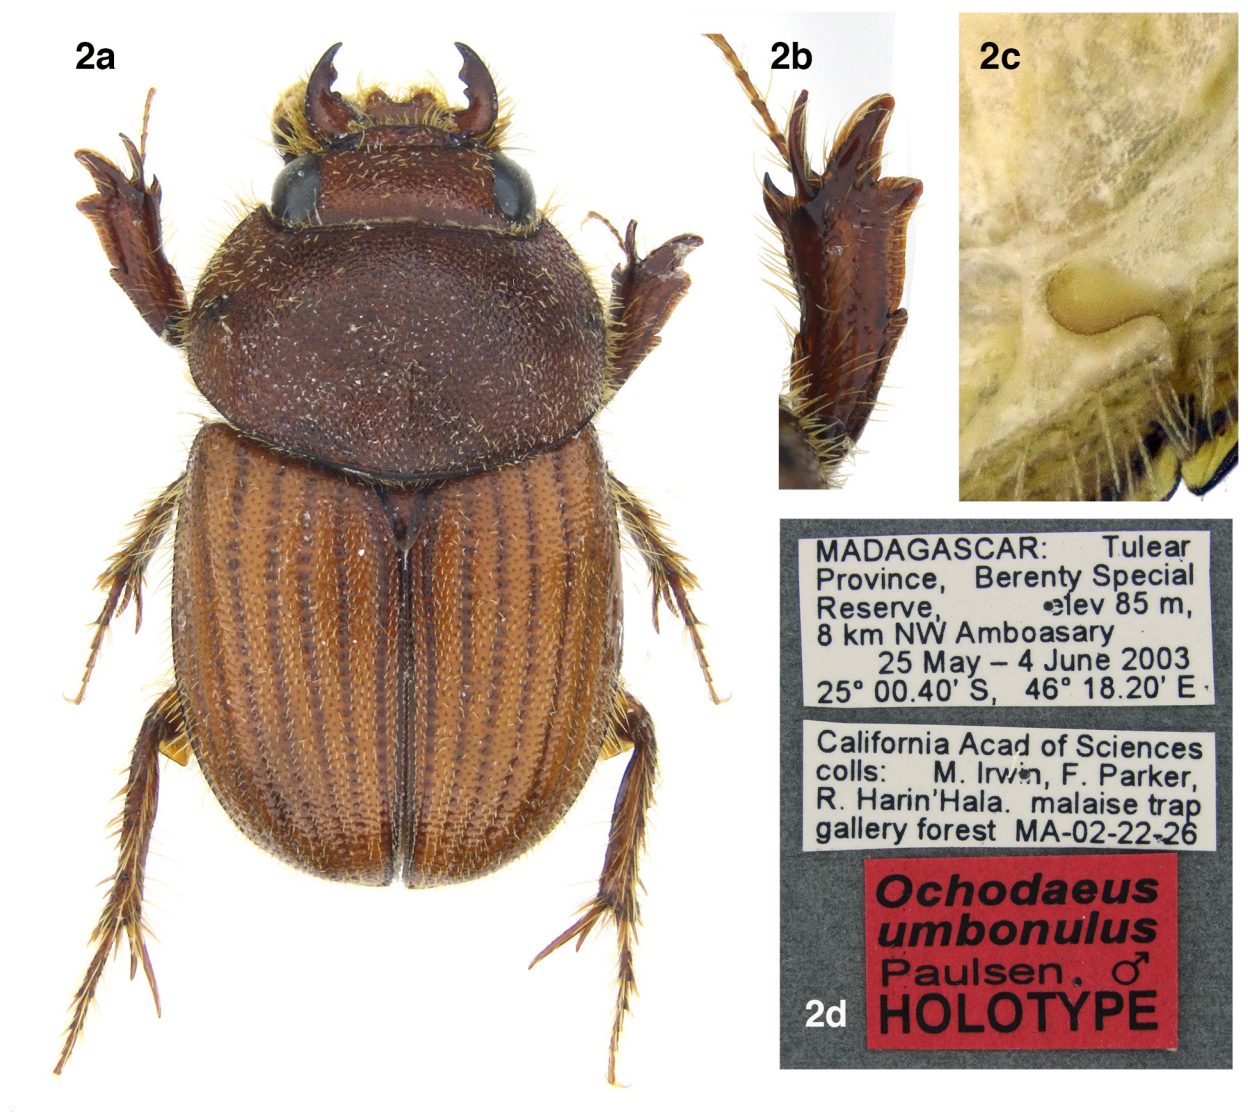 2a
2b
2c
MADAGASCAR: Tulear
Province, Berenty Special
Reserve, elev 85 m,
8 km NW Amboasary
25 May – 4 June 2003
25° 00.40' S, 46° 18.20' E
California Acad of Sciences
colls: M. Irwin, F. Parker,
R. Harin'Hala. malaise trap
gallery forest MA-02-22-26
Ochodaeus
umbonulus
Paulsen. ♂
HOLOTYPE
2d